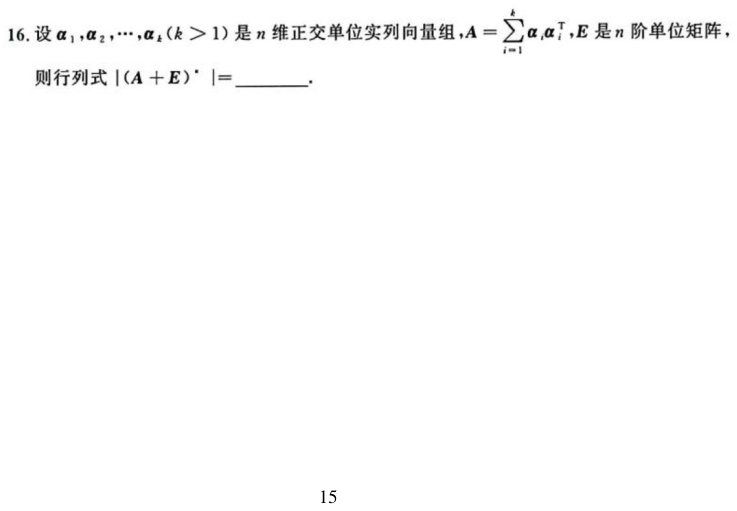 16. 设 α₁,α₂,⋯,αₖ(k > 1) 是 n 维正交单位实列向量组,A = ∑_{i=1}^{k} αᵢαᵢᵀ,E 是 n 阶单位矩阵,
则行列式 |(A + E)* |= ________.
15